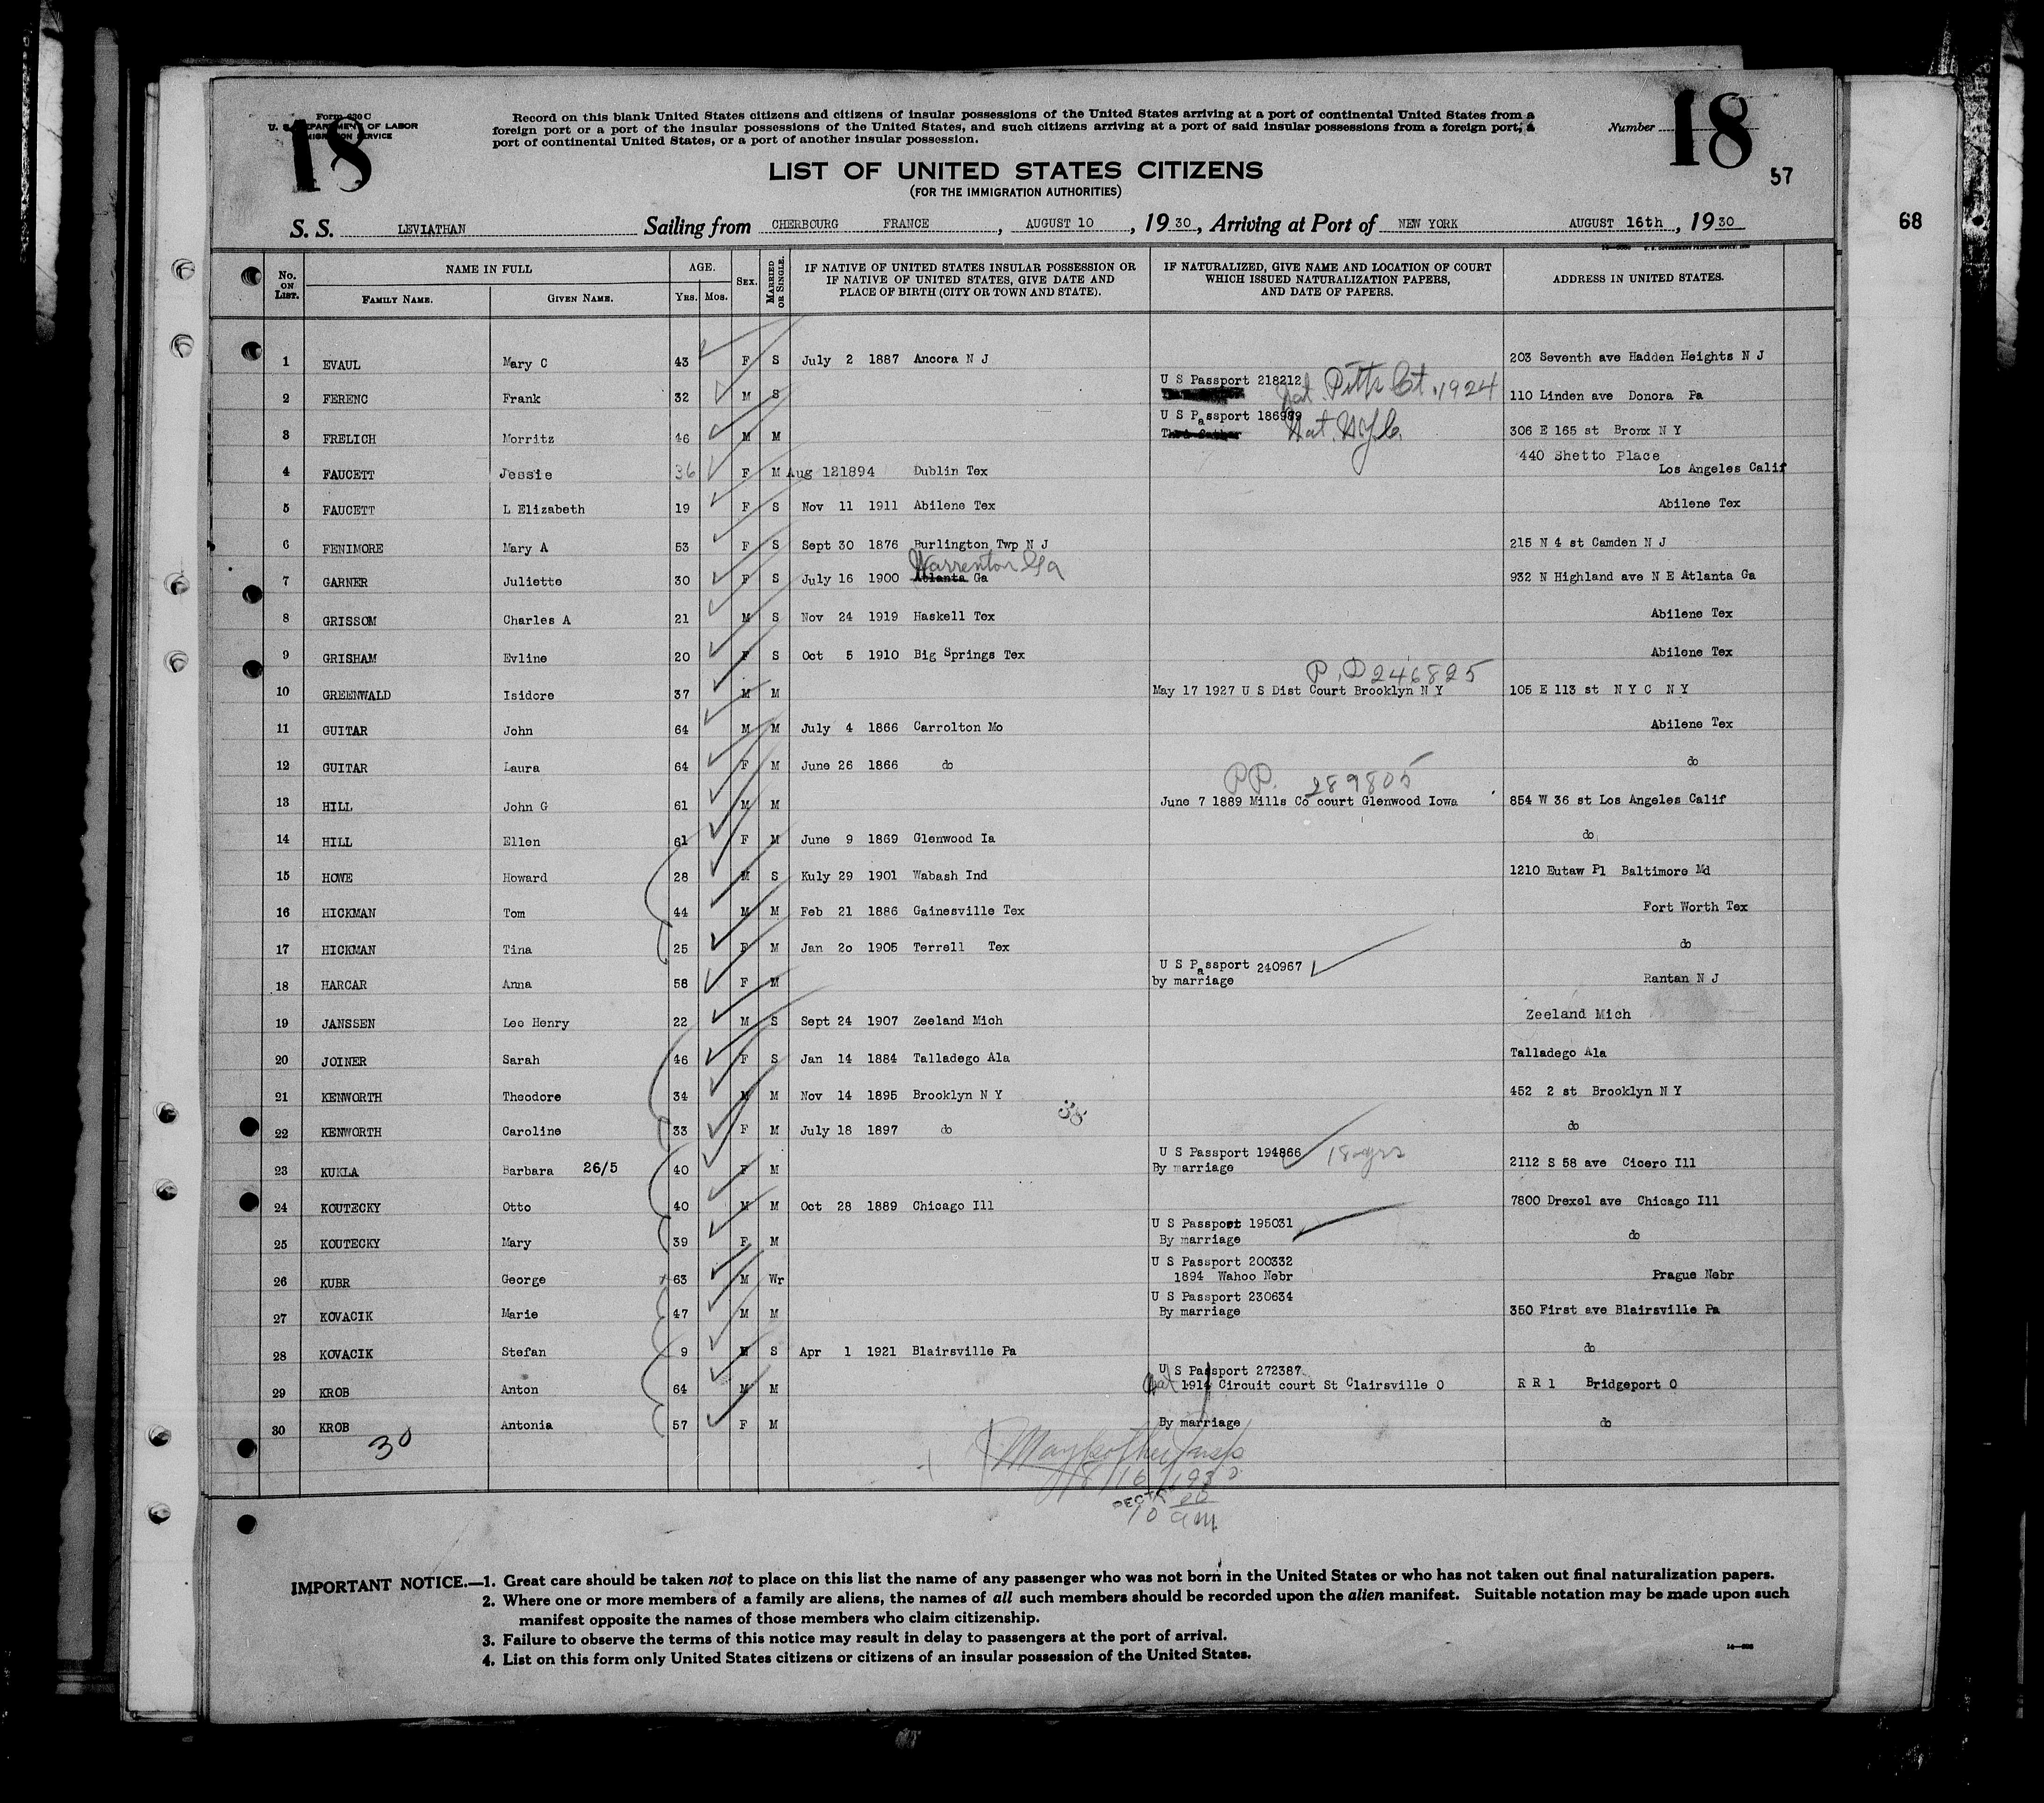 Form 630 C
U. S. DEPARTMENT OF LABOR
IMMIGRATION SERVICE
18
Record on this blank United States citizens and citizens of insular possessions of the United States arriving at a port of continental United States from a
foreign port or a port of the insular possessions of the United States, and such citizens arriving at a port of said insular possessions from a foreign port, a
port of continental United States, or a port of another insular possession.
Number 18
57
68
LIST OF UNITED STATES CITIZENS
(FOR THE IMMIGRATION AUTHORITIES)
S. S. LEVIATHAN Sailing from CHERBOURG FRANCE, AUGUST 10, 1930, Arriving at Port of NEW YORK AUGUST 16th, 1930
No. ON LIST. NAME IN FULL FAMILY NAME. GIVEN NAME. AGE. Yrs. Mos. SEX. MARRIED OR SINGLE. IF NATIVE OF UNITED STATES INSULAR POSSESSION OR IF NATIVE OF UNITED STATES, GIVE DATE AND PLACE OF BIRTH (CITY OR TOWN AND STATE). IF NATURALIZED, GIVE NAME AND LOCATION OF COURT WHICH ISSUED NATURALIZATION PAPERS, AND DATE OF PAPERS. ADDRESS IN UNITED STATES.
1 EVAUL Mary C 43 F S July 2 1887 Ancora N J 203 Seventh ave Hadden Heights N J
2 FERENC Frank 32 M S U S Passport 218212 Nat. Pitts Ct. 1924 110 Linden ave Donora Pa
3 FRELICH Morritz 46 M M U S Passport 186989 Nat. N.Y.C. 306 E 165 st Bronx N Y
4 FAUCETT Jessie 36 F M Aug 121894 Dublin Tex 440 Shetto Place Los Angeles Calif
5 FAUCETT L Elizabeth 19 F S Nov 11 1911 Abilene Tex Abilene Tex
6 FENIMORE Mary A 53 F S Sept 30 1876 Burlington Twp N J 215 N 4 st Camden N J
7 GARNER Juliette 30 F S July 16 1900 Atlanta Ga Warrenton Ga 932 N Highland ave N E Atlanta Ga
8 GRISSOM Charles A 21 M S Nov 24 1919 Haskell Tex Abilene Tex
9 GRISHAM Evline 20 F S Oct 5 1910 Big Springs Tex Abilene Tex
10 GREENWALD Isidore 37 M M P.D 246825 May 17 1927 U S Dist Court Brooklyn N Y 105 E 113 st N Y C N Y
11 GUITAR John 64 M M July 4 1866 Carrolton Mo Abilene Tex
12 GUITAR Laura 64 F M June 26 1866 do do
13 HILL John G 61 M M PP. 289805 June 7 1889 Mills Co court Glenwood Iowa 854 W 36 st Los Angeles Calif
14 HILL Ellen 61 F M June 9 1869 Glenwood Ia do
15 HOWE Howard 28 M S Kuly 29 1901 Wabash Ind 1210 Eutaw Pl Baltimore Md
16 HICKMAN Tom 44 M M Feb 21 1886 Gainesville Tex Fort Worth Tex
17 HICKMAN Tina 25 F M Jan 2o 1905 Terrell Tex do
18 HARCAR Anna 58 F M U S Passport 240967 by marriage Rantan N J
19 JANSSEN Lee Henry 22 M S Sept 24 1907 Zeeland Mich Zeeland Mich
20 JOINER Sarah 46 F S Jan 14 1884 Talladego Ala Talladego Ala
21 KENWORTH Theodore 34 M M Nov 14 1895 Brooklyn N Y 452 2 st Brooklyn N Y
22 KENWORTH Caroline 33 F M July 18 1897 do do
23 KUKLA Barbara 26/5 40 F M U S Passport 194866 By marriage 18 yrs 2112 S 58 ave Cicero Ill
24 KOUTECKY Otto 40 M M Oct 28 1889 Chicago Ill 7800 Drexel ave Chicago Ill
25 KOUTECKY Mary 39 F M U S Passport 195031 By marriage do
26 KUBR George 63 M Wr U S Passport 200332 1894 Wahoo Nebr Prague Nebr
27 KOVACIK Marie 47 M M U S Passport 230634 By marriage 350 First ave Blairsville Pa
28 KOVACIK Stefan 9 M S Apr 1 1921 Blairsville Pa do
29 KROB Anton 64 M M U S Passport 272387 Nat 1914 Circuit court St Clairsville O R R 1 Bridgeport O
30 KROB Antonia 57 F M By marriage do
30
8/16/1930
10 am
IMPORTANT NOTICE.—1. Great care should be taken not to place on this list the name of any passenger who was not born in the United States or who has not taken out final naturalization papers.
2. Where one or more members of a family are aliens, the names of all such members should be recorded upon the alien manifest. Suitable notation may be made upon such
manifest opposite the names of those members who claim citizenship.
3. Failure to observe the terms of this notice may result in delay to passengers at the port of arrival.
4. List on this form only United States citizens or citizens of an insular possession of the United States.